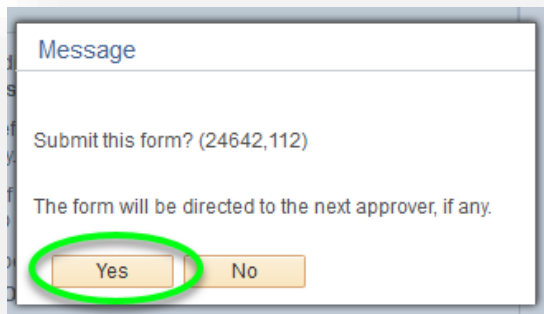 Message
Submit this form? (24642,112)
The form will be directed to the next approver, if any.
Yes No